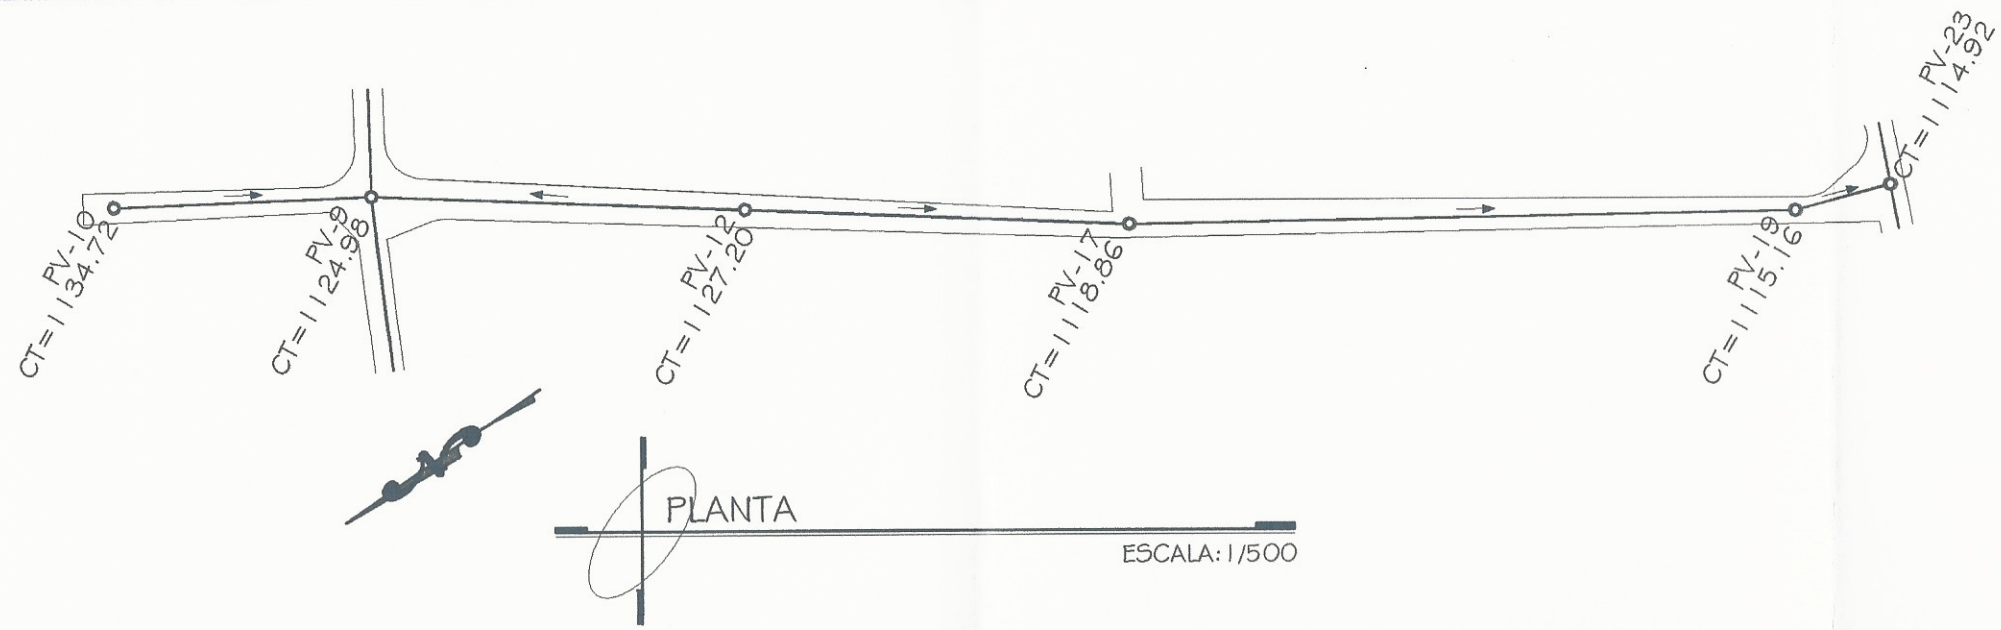 PV-10
CT=1134.72
PV-9
CT=1124.98
PV-12
CT=1127.20
PV-17
CT=1118.86
PV-19
CT=1115.16
PV-23
CT=1114.92
PLANTA
ESCALA:1/500